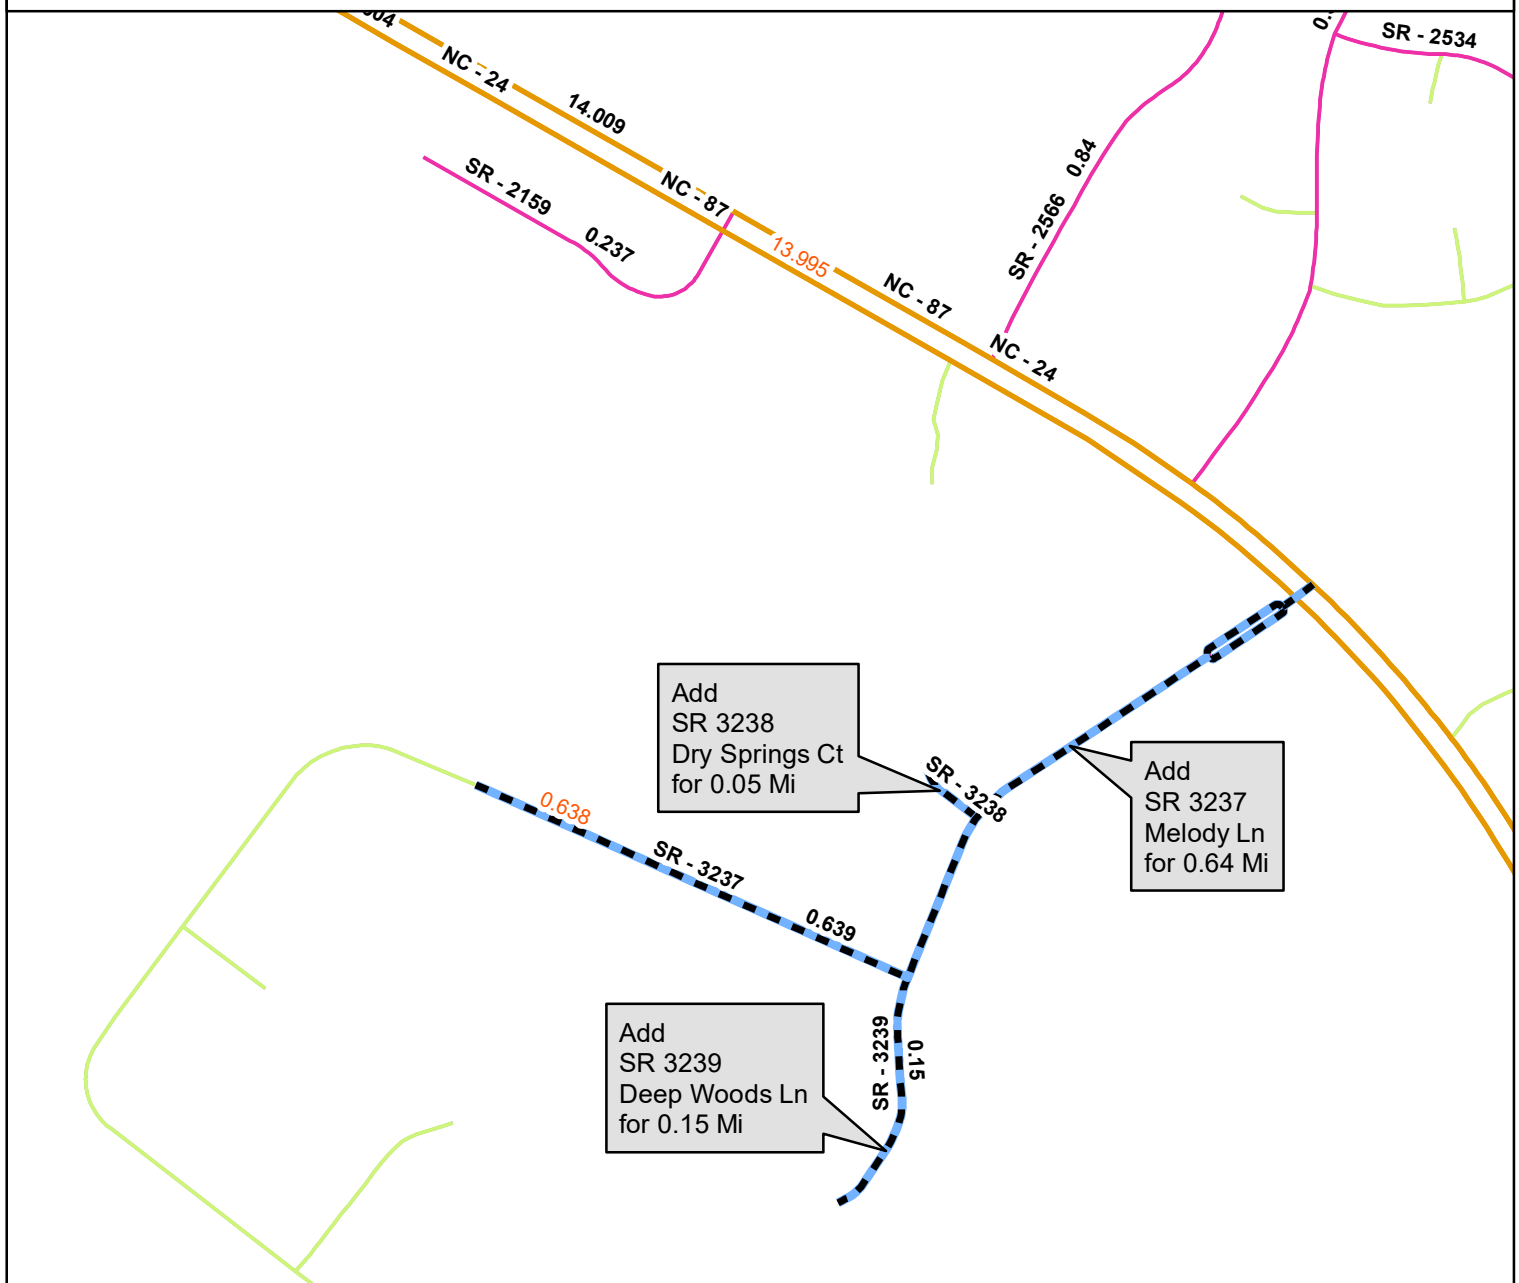 NC - 24
14.009
SR - 2534
SR - 2159
0.237
NC - 87
13.995
NC - 87
SR - 2566
0.84
NC - 24
Add
SR 3238
Dry Springs Ct
for 0.05 Mi
SR - 3238
Add
SR 3237
Melody Ln
for 0.64 Mi
0.638
SR - 3237
0.639
Add
SR 3239
Deep Woods Ln
for 0.15 Mi
SR - 3239
0.15